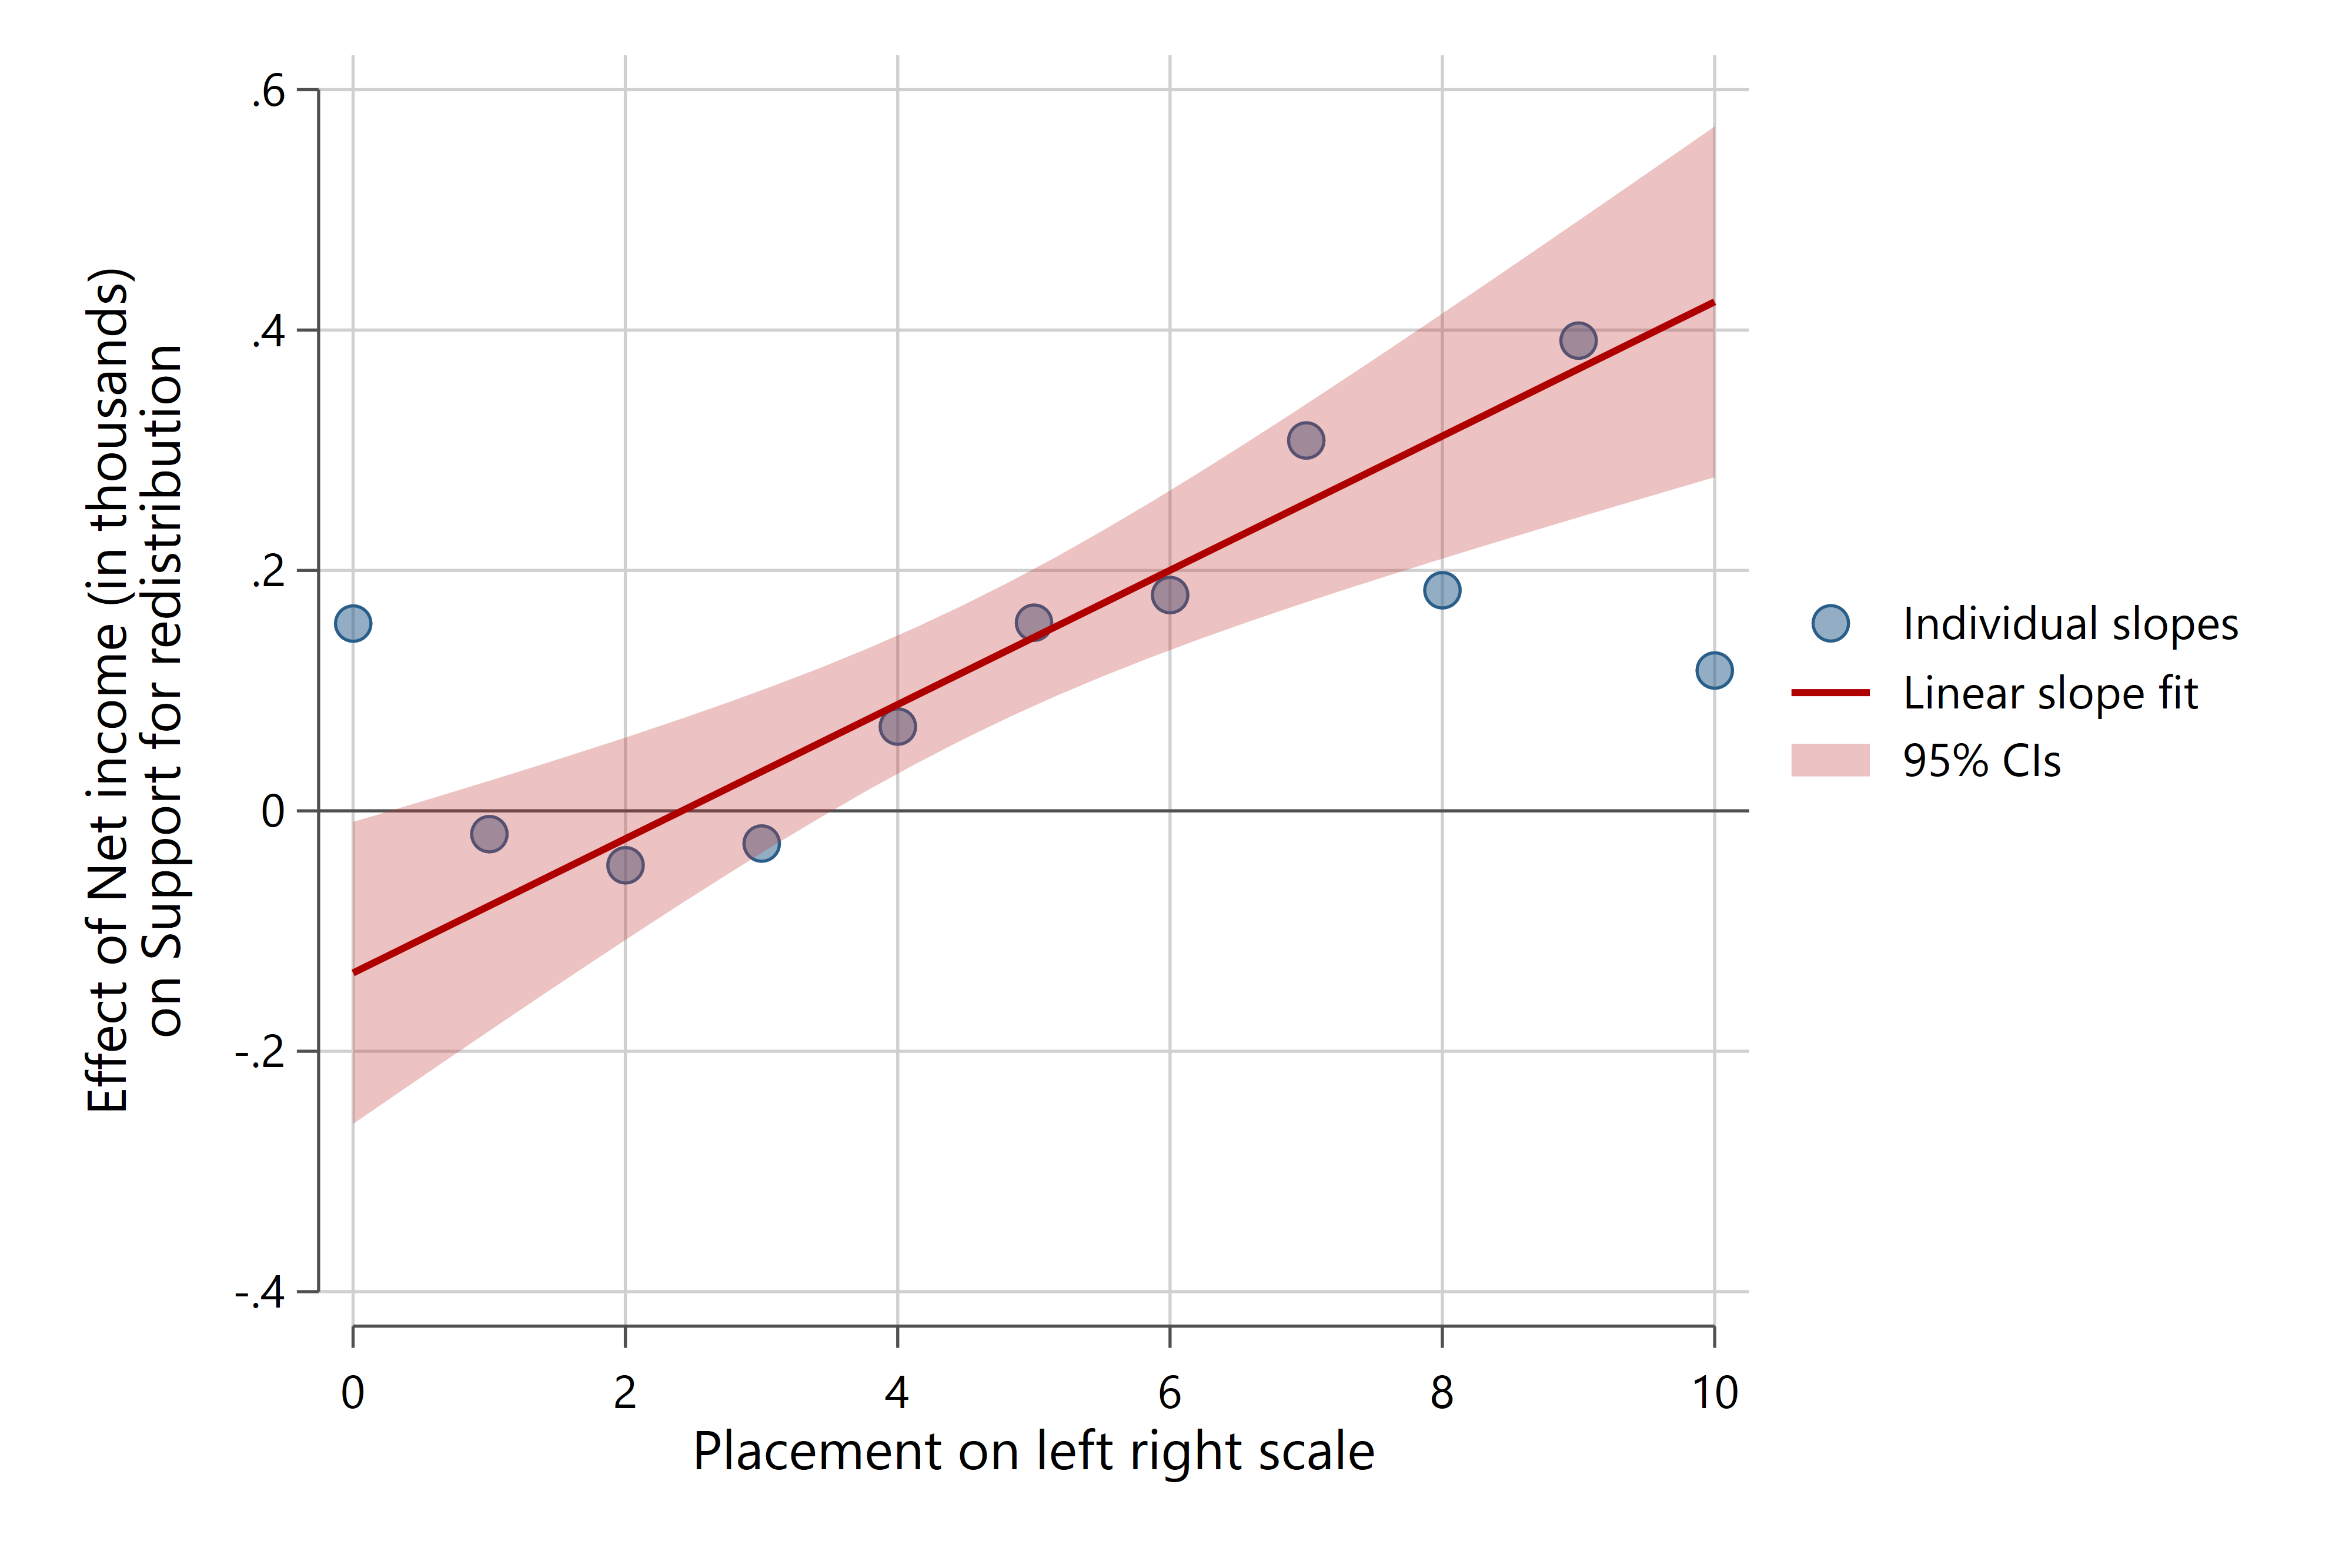 Effect of Net income (in thousands)
on Support for redistribution
.6
.4
.2
0
-.2
-.4
0 2 4 6 8 10
Placement on left right scale
Individual slopes
Linear slope fit
95% CIs